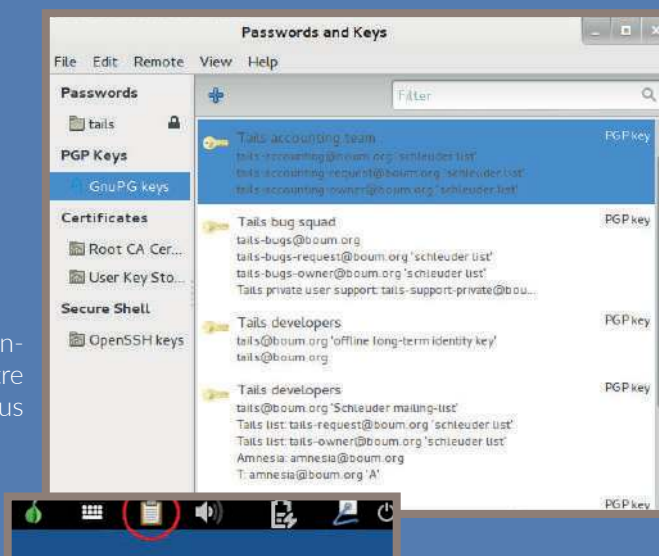 Passwords and Keys
File Edit Remote View Help
Passwords
tails
PGP Keys
GnuPG keys
Certificates
Root CA Cer...
User Key Sto...
Secure Shell
OpenSSH keys
Filter
Tails accounting team PGP key
tails-accounting@boum.org 'schleuder list'
tails-accounting-request@boum.org 'schleuder list'
tails-accounting-owner@boum.org 'schleuder list'
Tails bug squad PGP key
tails-bugs@boum.org
tails-bugs-request@boum.org 'schleuder list'
tails-bugs-owner@boum.org 'schleuder list'
Tails private user support: tails-support-private@bou...
Tails developers PGP key
tails@boum.org 'offline long-term identity key'
tails@boum.org
Tails developers PGP key
tails@boum.org 'Schleuder mailing-list'
Tails list: tails-request@boum.org 'schleuder list'
Tails list: tails-owner@boum.org 'schleuder list'
Amnesia: amnesia@boum.org
T: amnesia@boum.org 'A'
PGP key
n-
tre
us